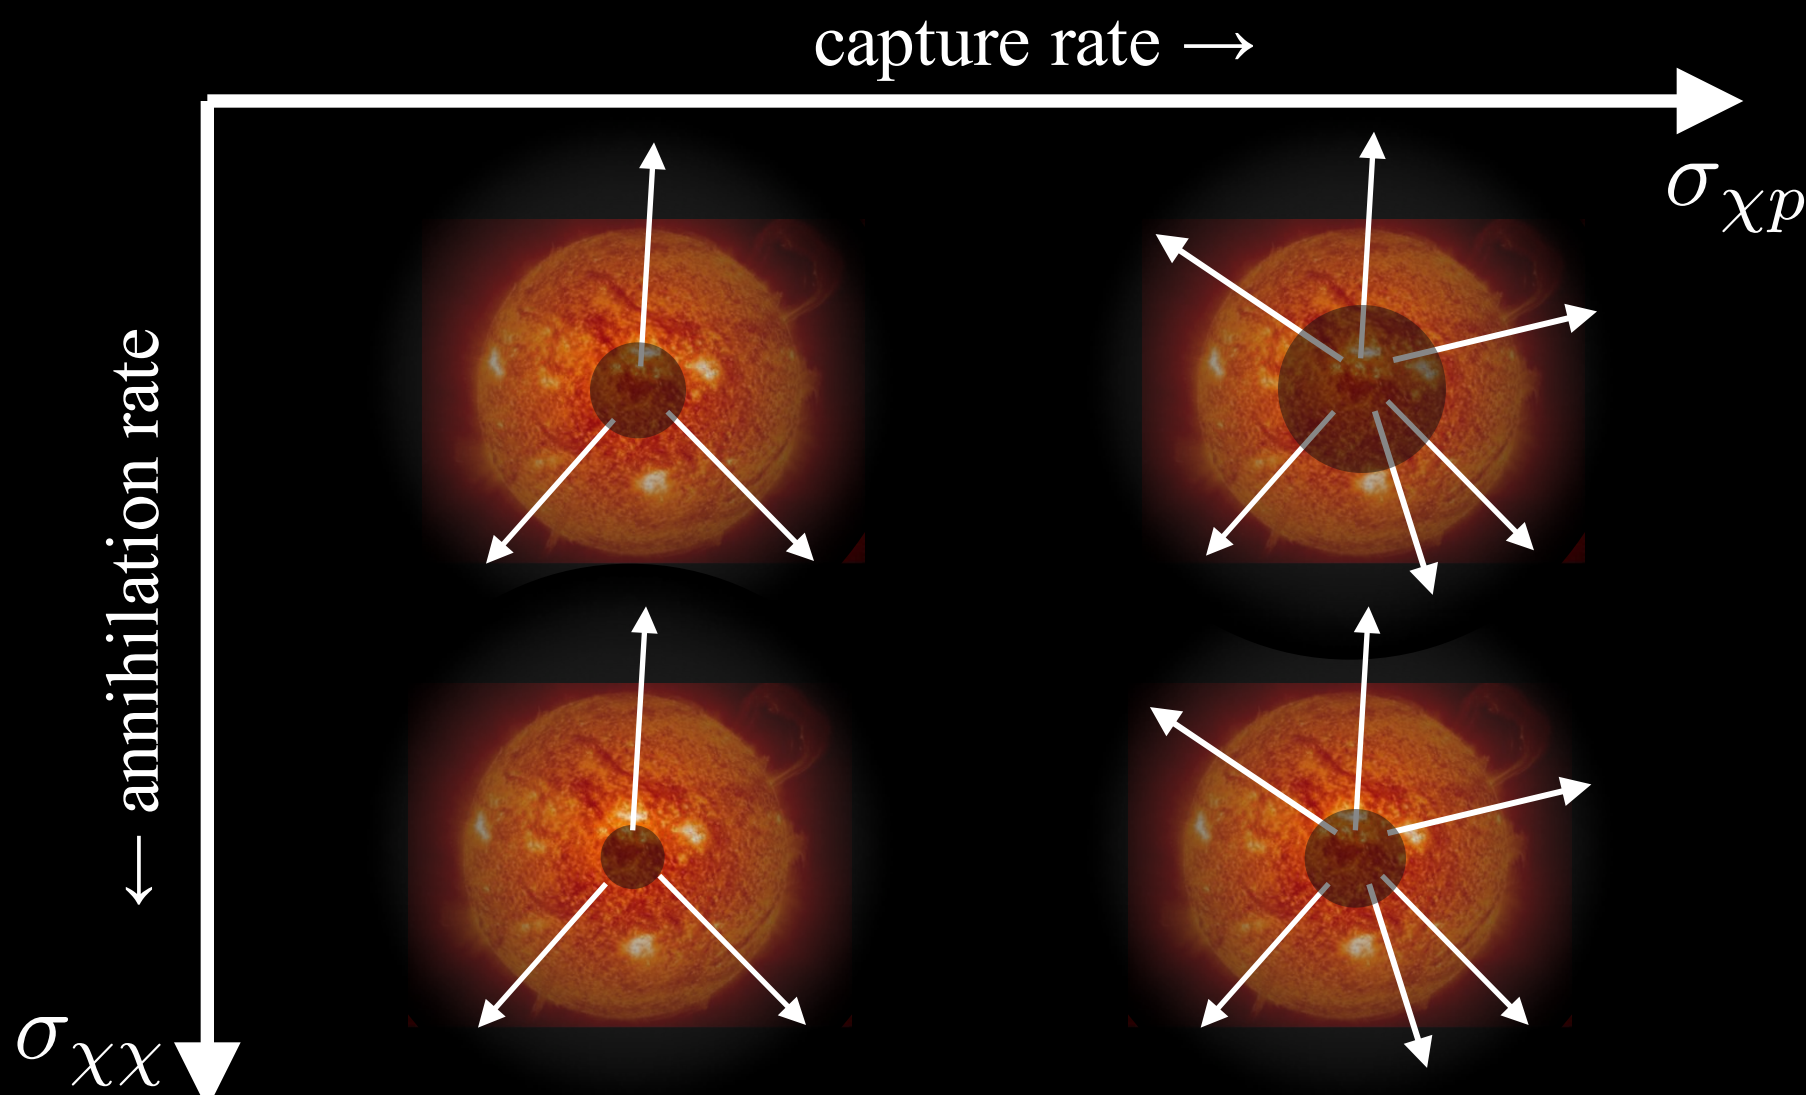 capture rate →
σχp
← annihilation rate
σχχ